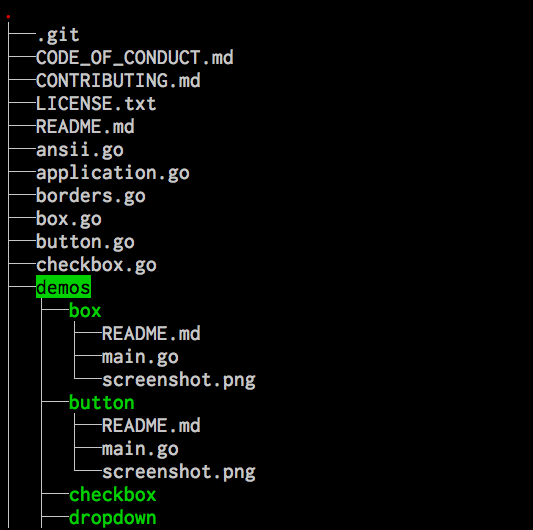 .
.git
CODE_OF_CONDUCT.md
CONTRIBUTING.md
LICENSE.txt
README.md
ansii.go
application.go
borders.go
box.go
button.go
checkbox.go
demos
box
README.md
main.go
screenshot.png
button
README.md
main.go
screenshot.png
checkbox
dropdown